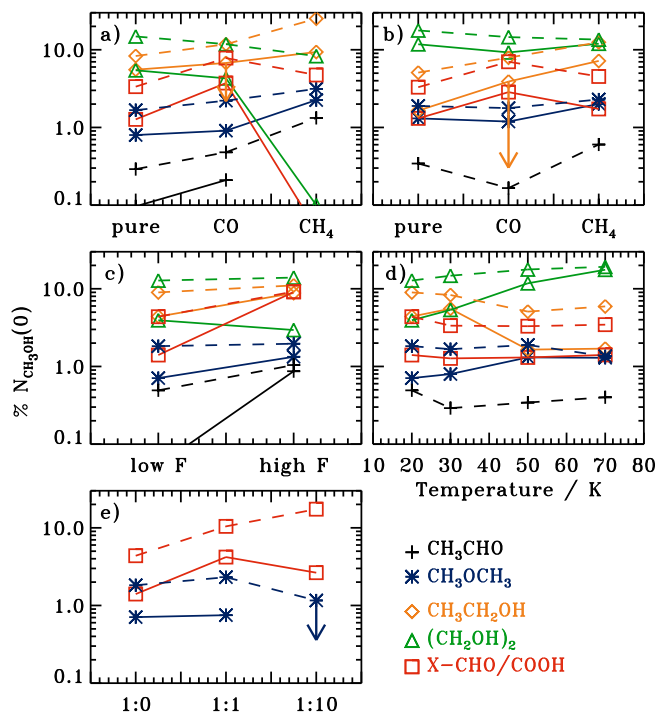 a)
b)
10.0
1.0
0.1
pure CO CH₄
pure CO CH₄
c)
d)
% N_CH₃OH(0)
10.0
1.0
0.1
low F high F
10 20 30 40 50 60 70 80
Temperature / K
e)
10.0
1.0
0.1
1:0 1:1 1:10
CH₃CHO
CH₃OCH₃
CH₃CH₂OH
(CH₂OH)₂
X-CHO/COOH